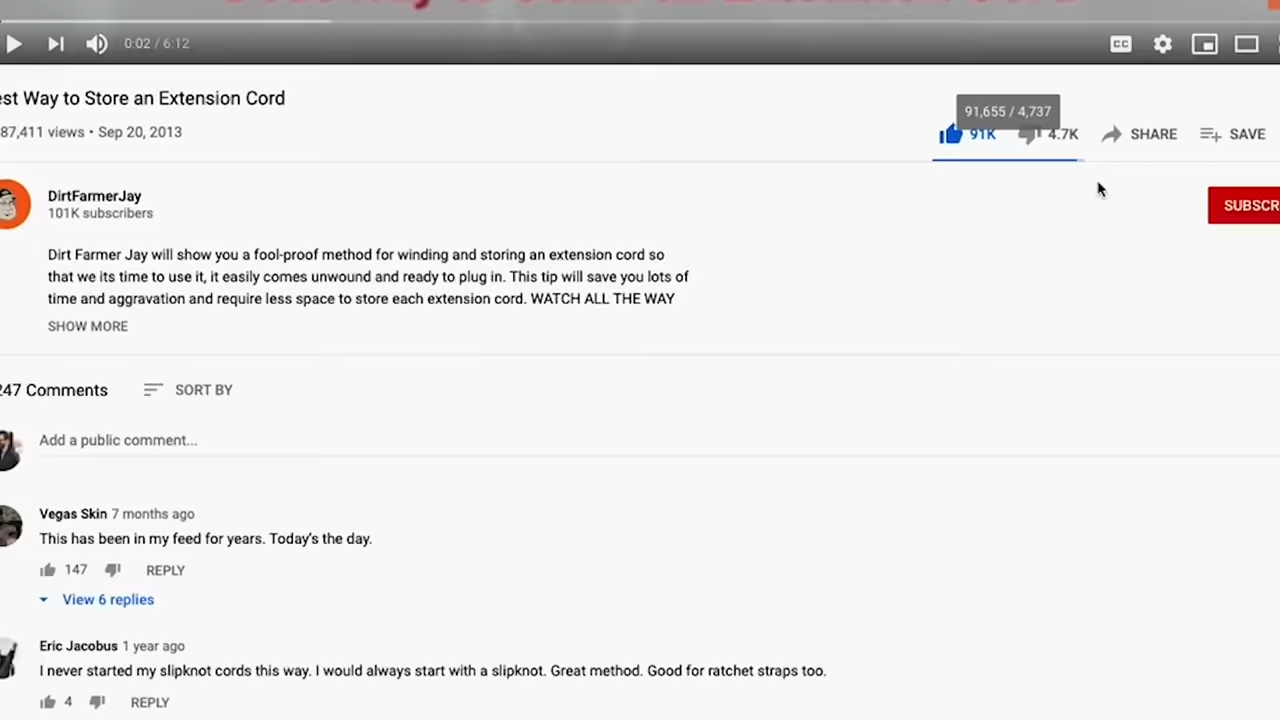 0:02 / 6:12
CC
est Way to Store an Extension Cord
87,411 views • Sep 20, 2013
91,655 / 4,737
91K
4.7K
SHARE
SAVE
DirtFarmerJay
101K subscribers
SUBSCR
Dirt Farmer Jay will show you a fool-proof method for winding and storing an extension cord so
that we its time to use it, it easily comes unwound and ready to plug in. This tip will save you lots of
time and aggravation and require less space to store each extension cord. WATCH ALL THE WAY
SHOW MORE
247 Comments
SORT BY
Add a public comment...
Vegas Skin 7 months ago
This has been in my feed for years. Today's the day.
147
REPLY
View 6 replies
Eric Jacobus 1 year ago
I never started my slipknot cords this way. I would always start with a slipknot. Great method. Good for ratchet straps too.
4
REPLY